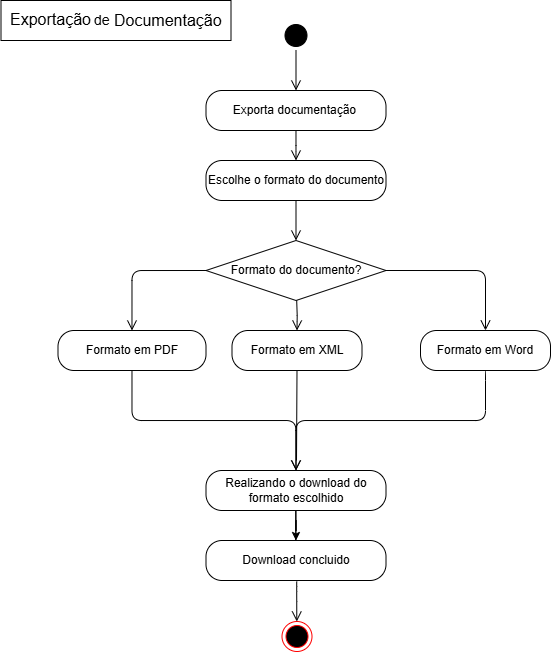 Exportação de Documentação
Exporta documentação
Escolhe o formato do documento
Formato do documento?
Formato em PDF
Formato em XML
Formato em Word
Realizando o download do
formato escolhido
Download concluido